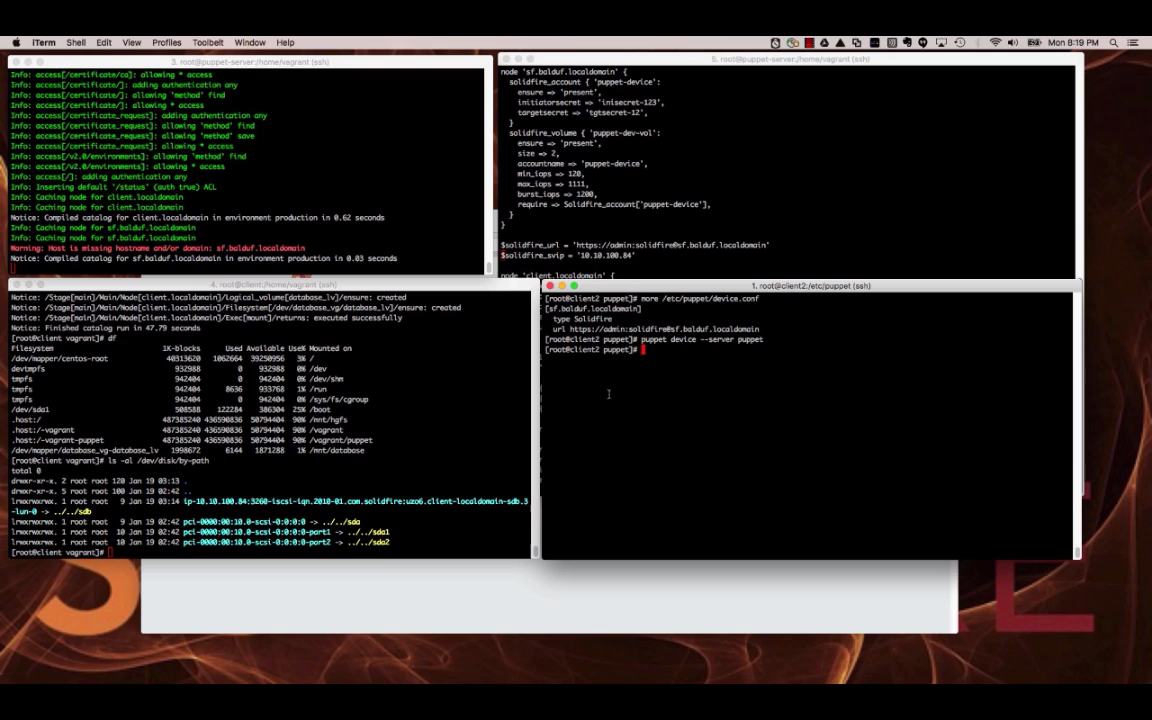 iTerm Shell Edit View Profiles Toolbelt Window Help
Mon 8:19 PM
3. root@puppet-server:/home/vagrant (ssh)
Info: access[/certificate/ca]: allowing * access
Info: access[/certificate/]: adding authentication any
Info: access[/certificate/]: allowing 'method' find
Info: access[/certificate/]: allowing * access
Info: access[/certificate_request]: adding authentication any
Info: access[/certificate_request]: allowing 'method' find
Info: access[/certificate_request]: allowing 'method' save
Info: access[/certificate_request]: allowing * access
Info: access[/v2.0/environments]: allowing 'method' find
Info: access[/v2.0/environments]: allowing * access
Info: access[/]: adding authentication any
Info: Inserting default '/status' (auth true) ACL
Info: Caching node for client.localdomain
Info: Caching node for client.localdomain
Notice: Compiled catalog for client.localdomain in environment production in 0.62 seconds
Info: Caching node for sf.balduf.localdomain
Info: Caching node for sf.balduf.localdomain
Warning: Host is missing hostname and/or domain: sf.balduf.localdomain
Notice: Compiled catalog for sf.balduf.localdomain in environment production in 0.03 seconds
5. root@puppet-server:/home/vagrant (ssh)
node 'sf.balduf.localdomain' {
solidfire_account { 'puppet-device':
ensure => 'present',
initiatorsecret => 'inisecret-123',
targetsecret => 'tgtsecret-12',
}
solidfire_volume { 'puppet-dev-vol':
ensure => 'present',
size => 2,
accountname => 'puppet-device',
min_iops => 120,
max_iops => 1111,
burst_iops => 1200,
require => Solidfire_account['puppet-device'],
}
}
$solidfire_url = 'https://admin:solidfire@sf.balduf.localdomain'
$solidfire_svip = '10.10.100.84'
node 'client.localdomain' {
4. root@client:/home/vagrant (ssh)
Notice: /Stage[main]/Main/Node[client.localdomain]/Logical_volume[database_lv]/ensure: created
Notice: /Stage[main]/Main/Node[client.localdomain]/Filesystem[/dev/database_vg/database_lv]/ensure: created
Notice: /Stage[main]/Main/Node[client.localdomain]/Exec[mount]/returns: executed successfully
Notice: Finished catalog run in 47.79 seconds
[root@client vagrant]# df
Filesystem 1K-blocks Used Available Use% Mounted on
/dev/mapper/centos-root 40313620 1062664 39250956 3% /
devtmpfs 932988 0 932988 0% /dev
tmpfs 942404 0 942404 0% /dev/shm
tmpfs 942404 8636 933768 1% /run
tmpfs 942404 0 942404 0% /sys/fs/cgroup
/dev/sda1 508588 122284 386304 25% /boot
.host:/ 487385240 436590836 50794404 90% /mnt/hgfs
.host:/-vagrant 487385240 436590836 50794404 90% /vagrant
.host:/-vagrant-puppet 487385240 436590836 50794404 90% /vagrant/puppet
/dev/mapper/database_vg-database_lv 1998672 6144 1871288 1% /mnt/database
[root@client vagrant]# ls -al /dev/disk/by-path
total 0
drwxr-xr-x. 2 root root 120 Jan 19 03:13 .
drwxr-xr-x. 5 root root 100 Jan 19 02:42 ..
lrwxrwxrwx. 1 root root 9 Jan 19 03:14 ip-10.10.100.84:3260-iscsi-iqn.2010-01.com.solidfire:uzo6.client-localdomain-sdb.3
-lun-0 -> ../../sdb
lrwxrwxrwx. 1 root root 9 Jan 19 02:42 pci-0000:00:10.0-scsi-0:0:0:0 -> ../../sda
lrwxrwxrwx. 1 root root 10 Jan 19 02:42 pci-0000:00:10.0-scsi-0:0:0:0-part1 -> ../../sda1
lrwxrwxrwx. 1 root root 10 Jan 19 02:42 pci-0000:00:10.0-scsi-0:0:0:0-part2 -> ../../sda2
[root@client vagrant]#
1. root@client2:/etc/puppet (ssh)
[root@client2 puppet]# more /etc/puppet/device.conf
[sf.balduf.localdomain]
type Solidfire
url https://admin:solidfire@sf.balduf.localdomain
[root@client2 puppet]# puppet device --server puppet
[root@client2 puppet]#